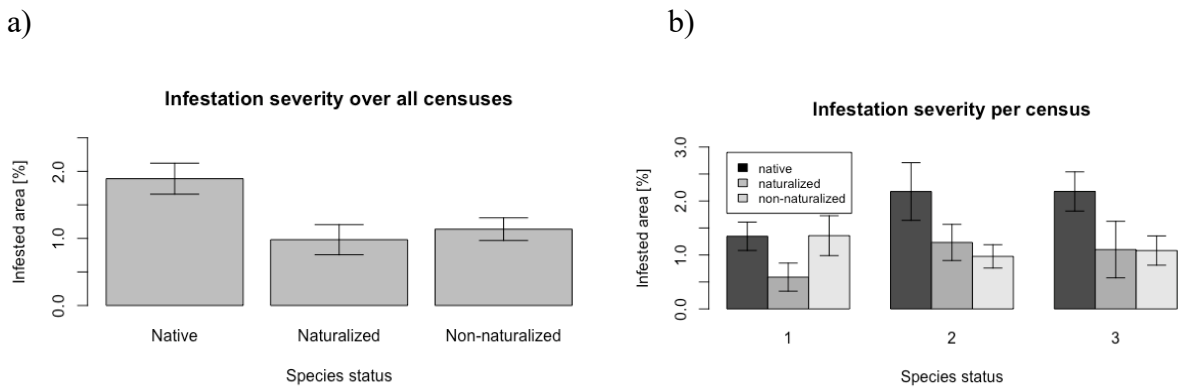 a)
Infestation severity over all censuses
Infested area [%]
2.0
1.0
0.0
Native Naturalized Non-naturalized
Species status
b)
Infestation severity per census
Infested area [%]
3.0
2.0
1.0
0.0
native
naturalized
non-naturalized
1 2 3
Species status